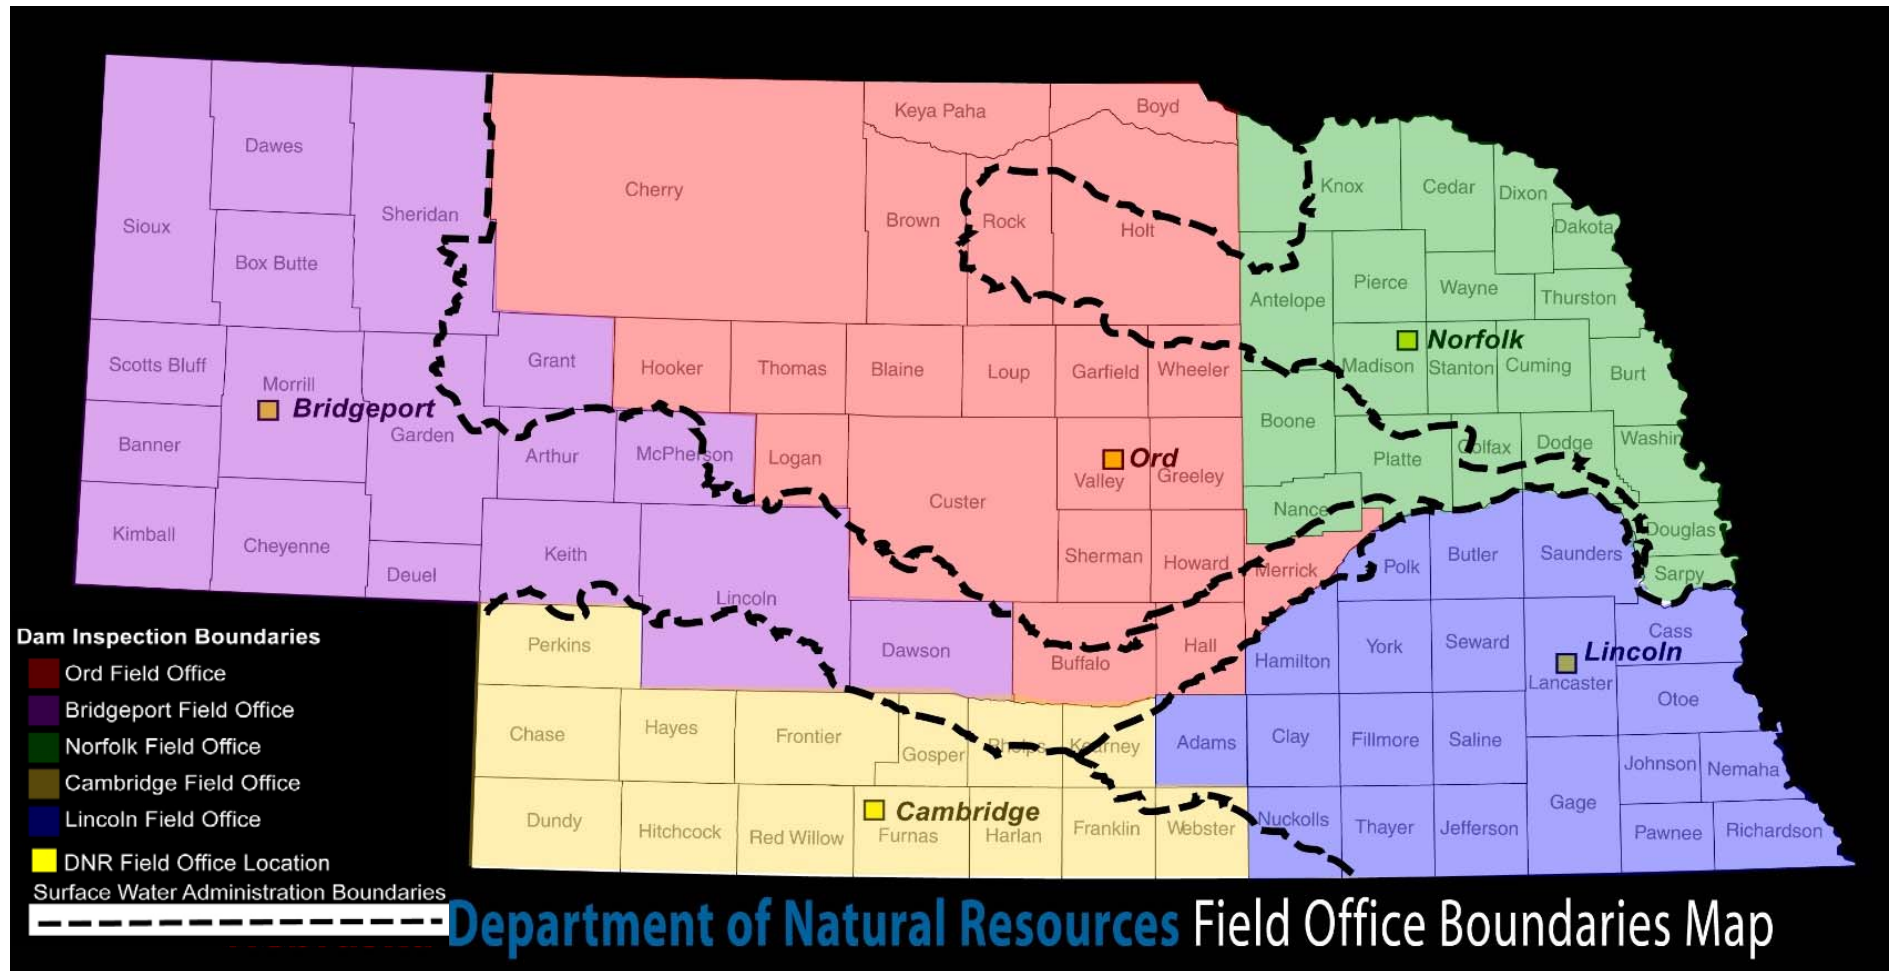 Keya Paha
Boyd
Dawes
Cherry
Knox
Cedar
Dixon
Sheridan
Sioux
Brown
Rock
Holt
Dakota
Box Butte
Antelope
Pierce
Wayne
Thurston
Norfolk
Scotts Bluff
Grant
Hooker
Thomas
Blaine
Loup
Garfield
Wheeler
Madison
Stanton
Cuming
Burt
Morrill
Bridgeport
Boone
Banner
Garden
Arthur
McPherson
Logan
Ord
Valley
Greeley
Platte
Colfax
Dodge
Washin
Custer
Nance
Kimball
Cheyenne
Keith
Sherman
Howard
Merrick
Polk
Butler
Saunders
Douglas
Sarpy
Deuel
Lincoln
Dam Inspection Boundaries
Ord Field Office
Bridgeport Field Office
Norfolk Field Office
Cambridge Field Office
Lincoln Field Office
DNR Field Office Location
Surface Water Administration Boundaries
Perkins
Dawson
Buffalo
Hall
Hamilton
York
Seward
Cass
Lincoln
Lancaster
Otoe
Chase
Hayes
Frontier
Gosper
Phelps
Kearney
Adams
Clay
Fillmore
Saline
Johnson
Nemaha
Dundy
Hitchcock
Red Willow
Cambridge
Furnas
Harlan
Franklin
Webster
Nuckolls
Thayer
Jefferson
Gage
Pawnee
Richardson
Department of Natural Resources Field Office Boundaries Map